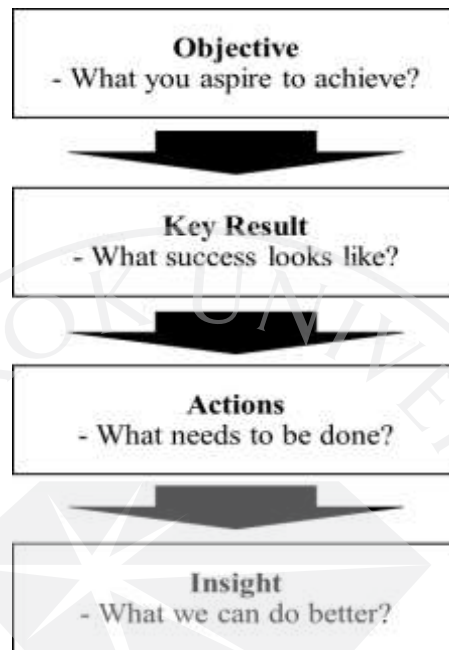 Objective
- What you aspire to achieve?
Key Result
- What success looks like?
Actions
- What needs to be done?
Insight
- What we can do better?